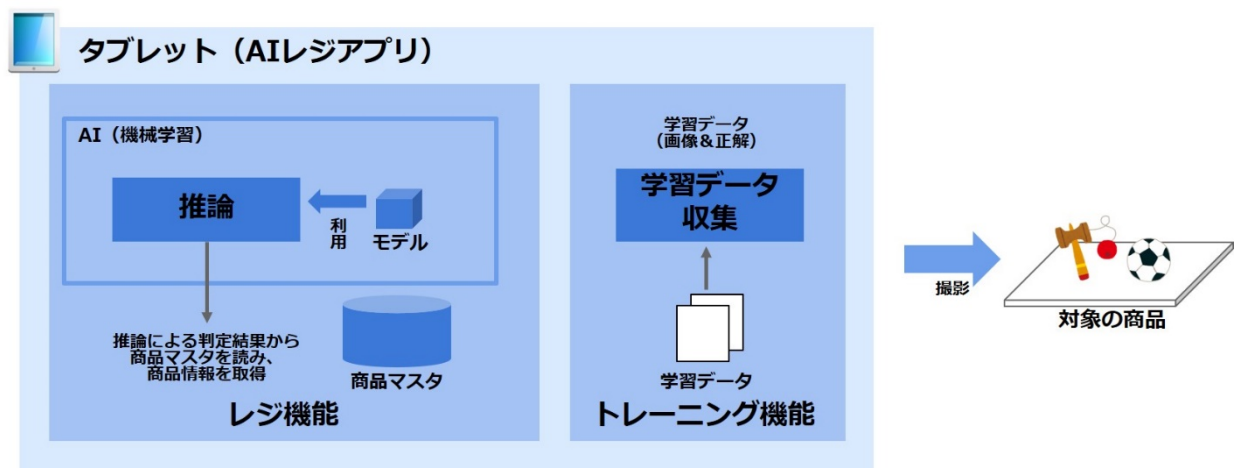 タブレット（AIレジアプリ）
AI（機械学習）
推論
利
用
モデル
推論による判定結果から
商品マスタを読み、
商品情報を取得
商品マスタ
レジ機能
学習データ
（画像＆正解）
学習データ
収集
学習データ
トレーニング機能
撮影
対象の商品